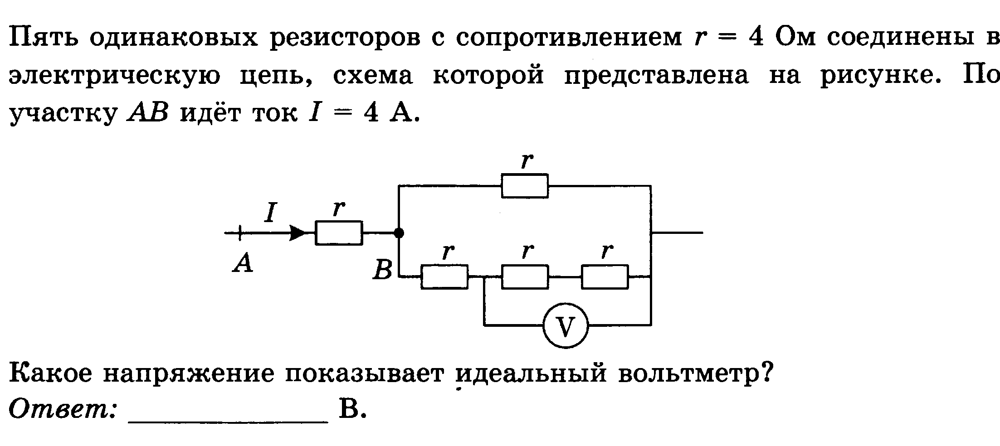 Пять одинаковых резисторов с сопротивлением r = 4 Ом соединены в
электрическую цепь, схема которой представлена на рисунке. По
участку AB идёт ток I = 4 А.
r
I
r
A
B
r
r
r
V
Какое напряжение показывает идеальный вольтметр?
Ответ: ______________ В.